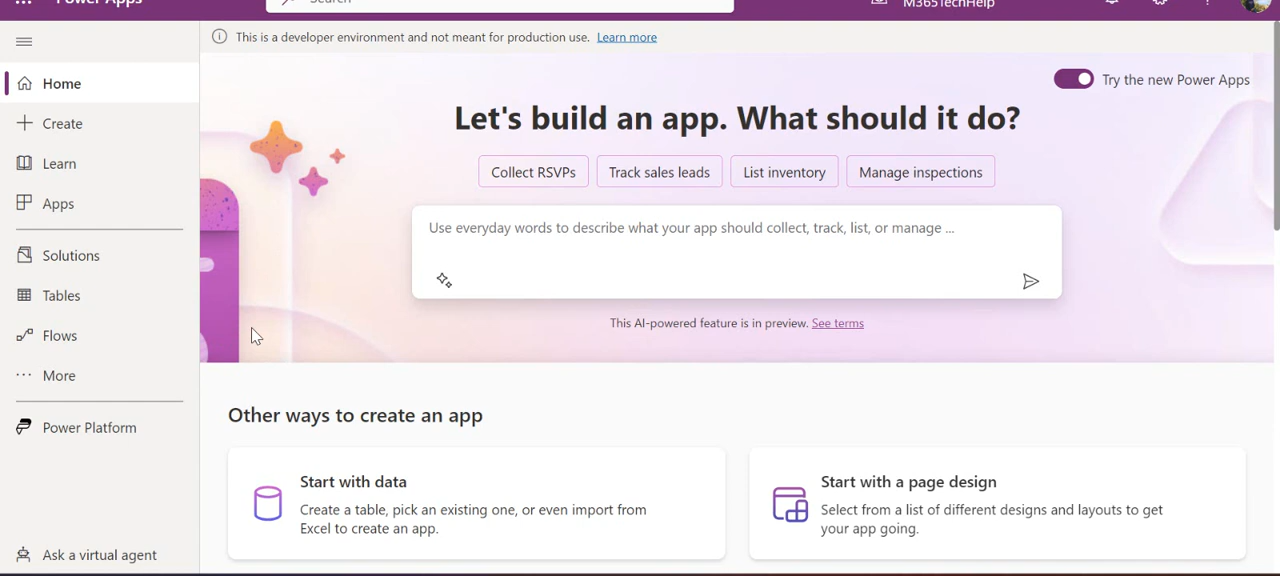 Power Apps
Search
M365TechHelp
This is a developer environment and not meant for production use. Learn more
Home
Create
Learn
Apps
Solutions
Tables
Flows
More
Power Platform
Ask a virtual agent
Try the new Power Apps
Let's build an app. What should it do?
Collect RSVPs
Track sales leads
List inventory
Manage inspections
Use everyday words to describe what your app should collect, track, list, or manage ...
This AI-powered feature is in preview. See terms
Other ways to create an app
Start with data
Create a table, pick an existing one, or even import from
Excel to create an app.
Start with a page design
Select from a list of different designs and layouts to get
your app going.